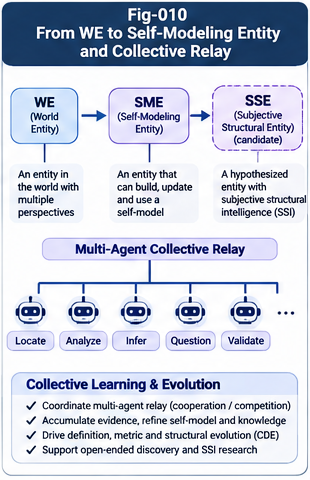 Fig-010
From WE to Self-Modeling Entity
and Collective Relay
WE
(World
Entity)
SME
(Self-Modeling
Entity)
SSE
(Subjective
Structural Entity)
(candidate)
An entity in
the world with
multiple
perspectives
An entity that
can build, update
and use a
self-model
A hypothesized
entity with
subjective structural
intelligence (SSI)
Multi-Agent Collective Relay
Locate
Analyze
Infer
Question
Validate
...
Collective Learning & Evolution
✓ Coordinate multi-agent relay (cooperation / competition)
✓ Accumulate evidence, refine self-model and knowledge
✓ Drive definition, metric and structural evolution (CDE)
✓ Support open-ended discovery and SSI research